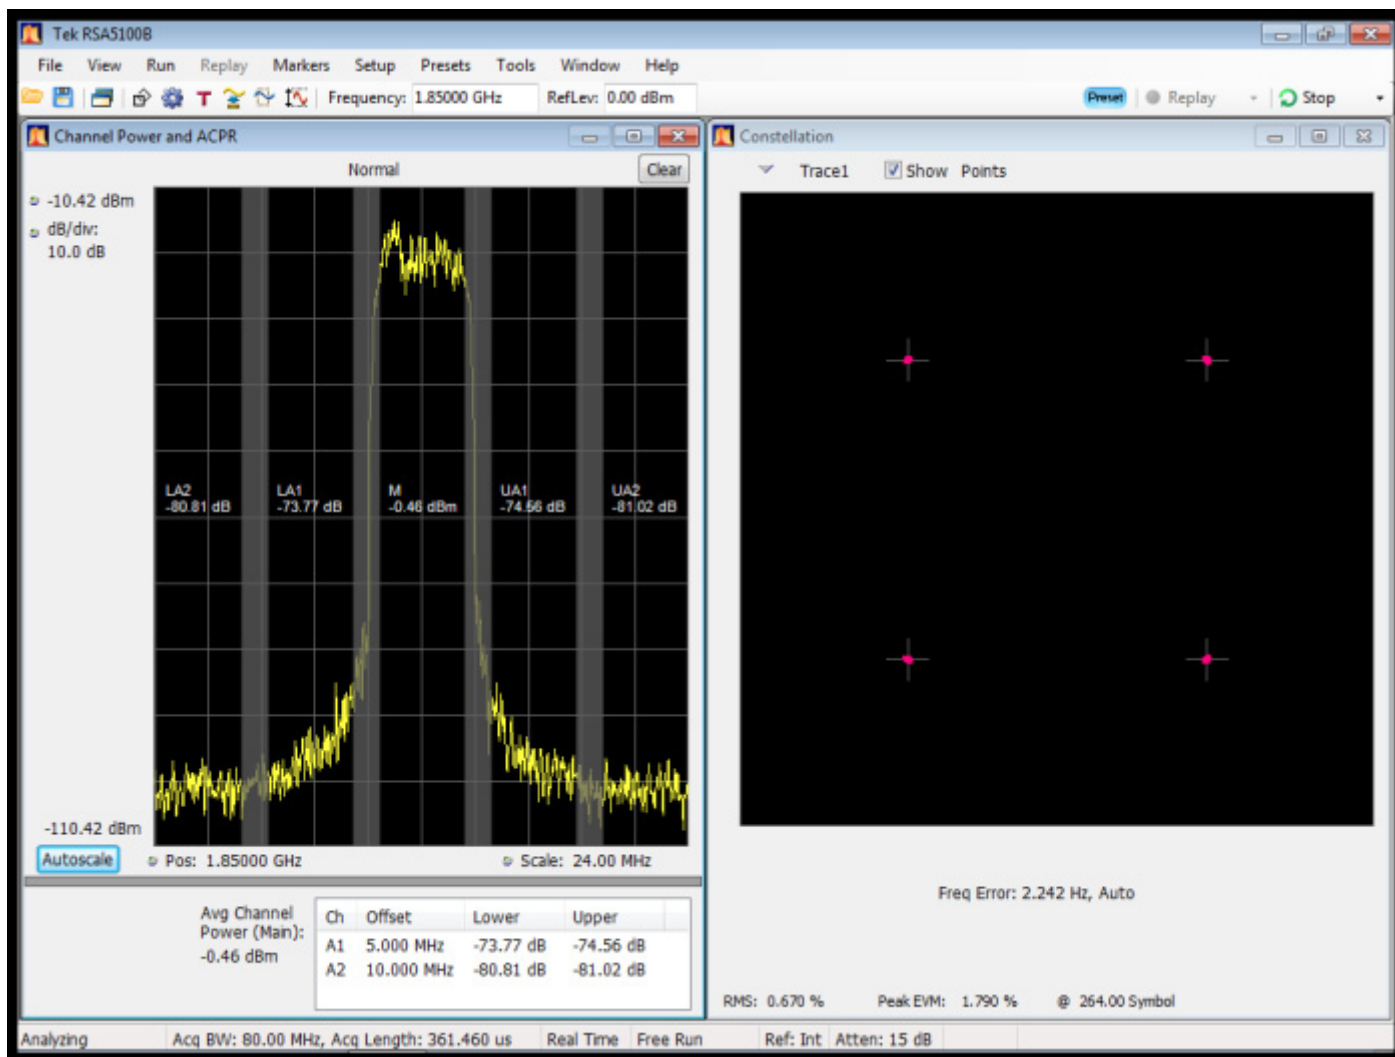 Tek RSA5100B
File View Run Replay Markers Setup Presets Tools Window Help
Frequency: 1.85000 GHz RefLev: 0.00 dBm Preset Replay Stop
Channel Power and ACPR
Normal Clear
-10.42 dBm
dB/div:
10.0 dB
LA2 LA1 M UA1 UA2
-80.81 dB -73.77 dB -0.46 dBm -74.56 dB -81.02 dB
-110.42 dBm
Autoscale Pos: 1.85000 GHz Scale: 24.00 MHz
Avg Channel
Power (Main):
-0.46 dBm
Ch Offset Lower Upper
A1 5.000 MHz -73.77 dB -74.56 dB
A2 10.000 MHz -80.81 dB -81.02 dB
Constellation
Trace1 Show Points
Freq Error: 2.242 Hz, Auto
RMS: 0.670 % Peak EVM: 1.790 % @ 264.00 Symbol
Analyzing Acq BW: 80.00 MHz, Acq Length: 361.460 us Real Time Free Run Ref: Int Atten: 15 dB